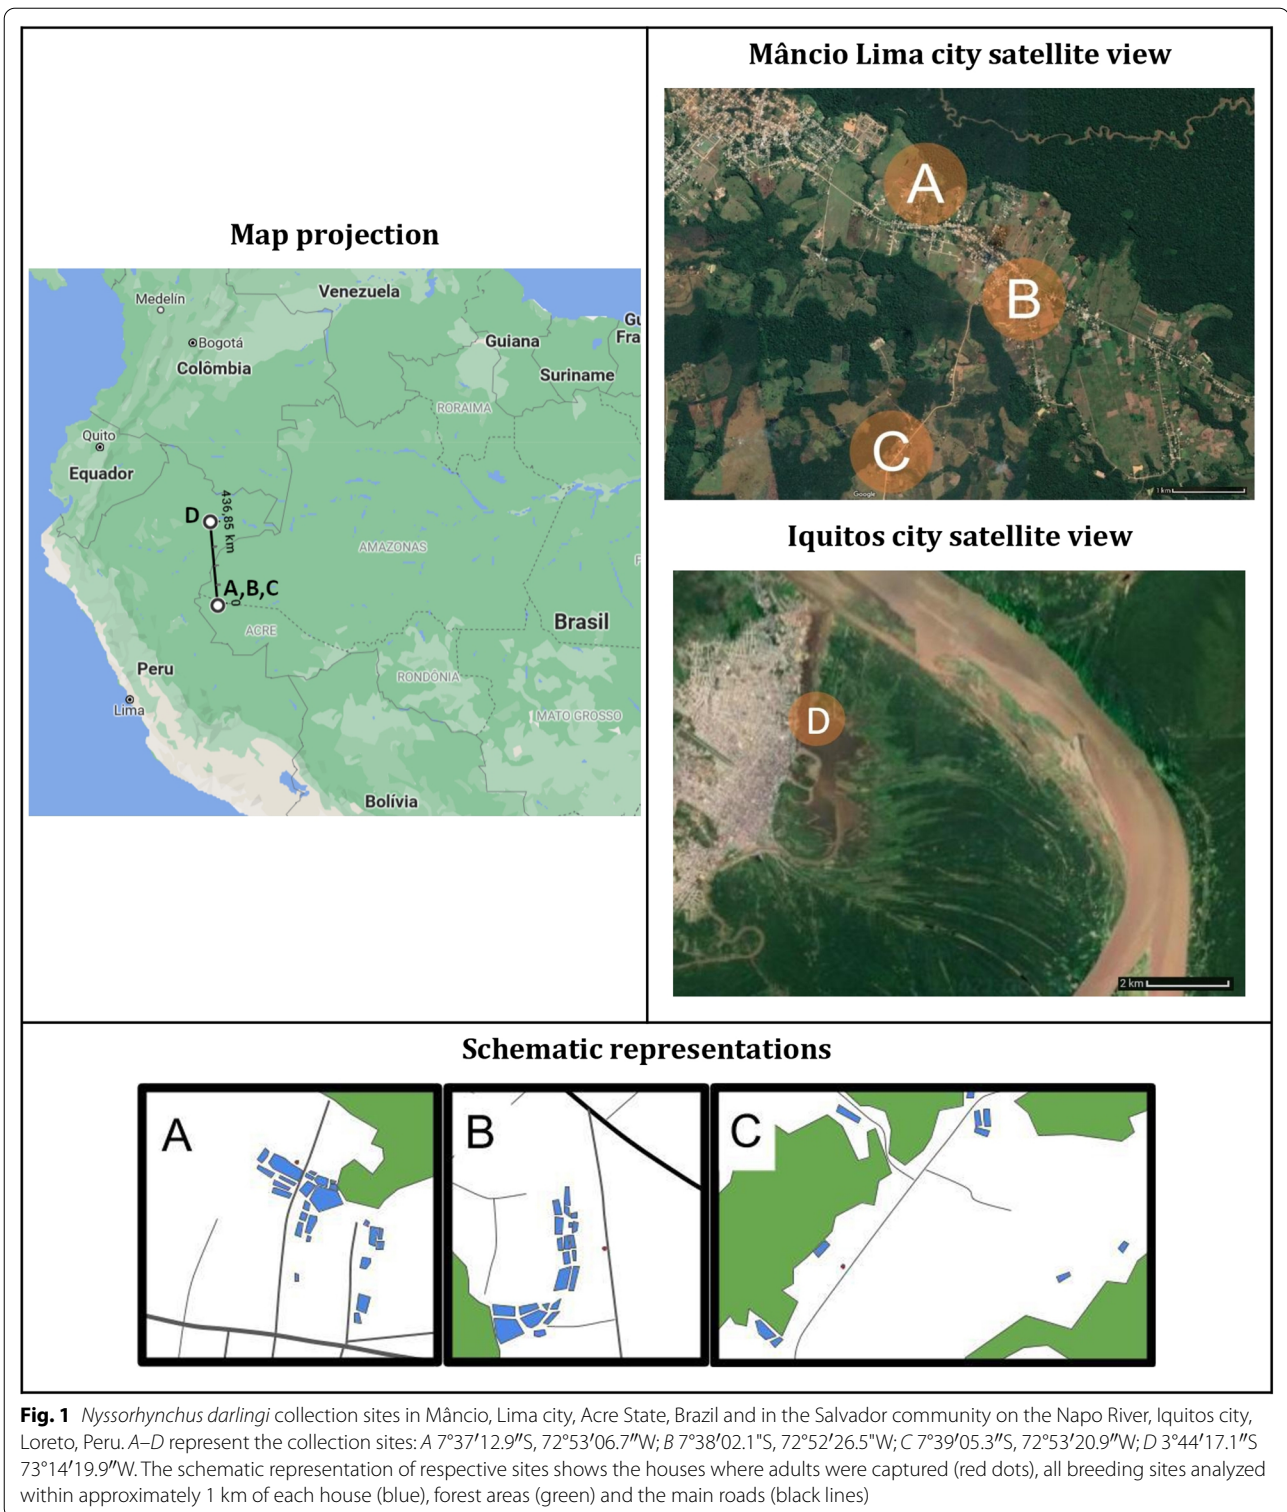 Map projection
Medelín
Venezuela
Bogotá
Colômbia
Guiana
Gu
Fra
Suriname
RORAIMA
Quito
Equador
436,85 km
D
AMAZONAS
A,B,C
0
ACRE
Brasil
Peru
RONDÔNIA
Lima
MATO GROSSO
Bolívia
Mâncio Lima city satellite view
A
B
C
Google
1 km
Iquitos city satellite view
D
2 km
Schematic representations
A
B
C
Fig. 1 Nyssorhynchus darlingi collection sites in Mâncio, Lima city, Acre State, Brazil and in the Salvador community on the Napo River, Iquitos city,
Loreto, Peru. A–D represent the collection sites: A 7°37′12.9″S, 72°53′06.7″W; B 7°38′02.1"S, 72°52′26.5"W; C 7°39′05.3″S, 72°53′20.9″W; D 3°44′17.1″S
73°14′19.9″W. The schematic representation of respective sites shows the houses where adults were captured (red dots), all breeding sites analyzed
within approximately 1 km of each house (blue), forest areas (green) and the main roads (black lines)